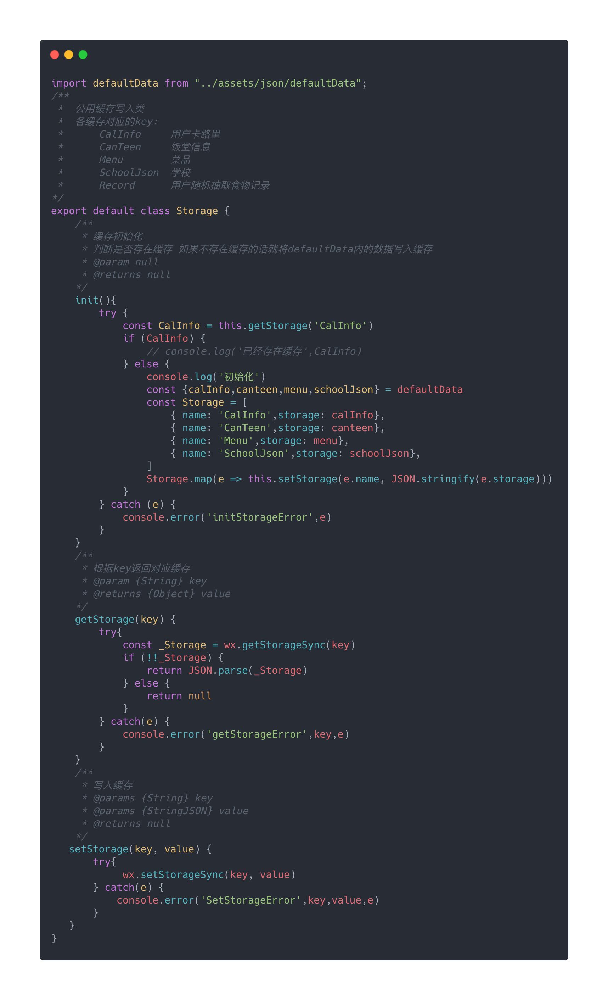 import defaultData from "../assets/json/defaultData";
/**
 *  公用缓存写入类
 *  各缓存对应的key:
 *      CalInfo     用户卡路里
 *      CanTeen     饭堂信息
 *      Menu        菜品
 *      SchoolJson  学校
 *      Record      用户随机抽取食物记录
*/
export default class Storage {
    /**
     * 缓存初始化
     * 判断是否存在缓存 如果不存在缓存的话就将defaultData内的数据写入缓存
     * @param null
     * @returns null
    */
    init(){
        try {
            const CalInfo = this.getStorage('CalInfo')
            if (CalInfo) {
                // console.log('已经存在缓存',CalInfo)
            } else {
                console.log('初始化')
                const {calInfo,canteen,menu,schoolJson} = defaultData
                const Storage = [
                    { name: 'CalInfo',storage: calInfo},
                    { name: 'CanTeen',storage: canteen},
                    { name: 'Menu',storage: menu},
                    { name: 'SchoolJson',storage: schoolJson},
                ]
                Storage.map(e => this.setStorage(e.name, JSON.stringify(e.storage)))
            }
        } catch (e) {
            console.error('initStorageError',e)
        }
    }
    /**
     * 根据key返回对应缓存
     * @param {String} key
     * @returns {Object} value
    */
    getStorage(key) {
        try{
            const _Storage = wx.getStorageSync(key)
            if (!!_Storage) {
                return JSON.parse(_Storage)
            } else {
                return null
            }
        } catch(e) {
            console.error('getStorageError',key,e)
        }
    }
    /**
     * 写入缓存
     * @params {String} key
     * @params {StringJSON} value
     * @returns null
    */
   setStorage(key, value) {
       try{
            wx.setStorageSync(key, value)
       } catch(e) {
           console.error('SetStorageError',key,value,e)
       }
   }
}